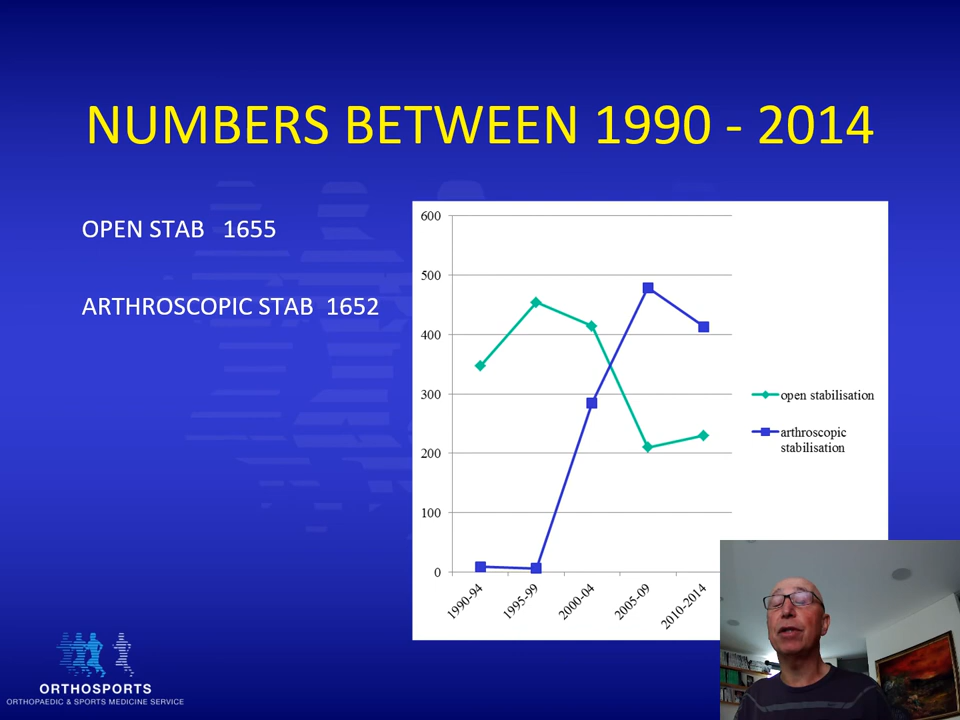 NUMBERS BETWEEN 1990 - 2014
OPEN STAB 1655
ARTHROSCOPIC STAB 1652
600
500
400
300
200
100
0
1990-94
1995-99
2000-04
2005-09
2010-2014
open stabilisation
arthroscopic
stabilisation
ORTHOSPORTS
ORTHOPAEDIC & SPORTS MEDICINE SERVICE